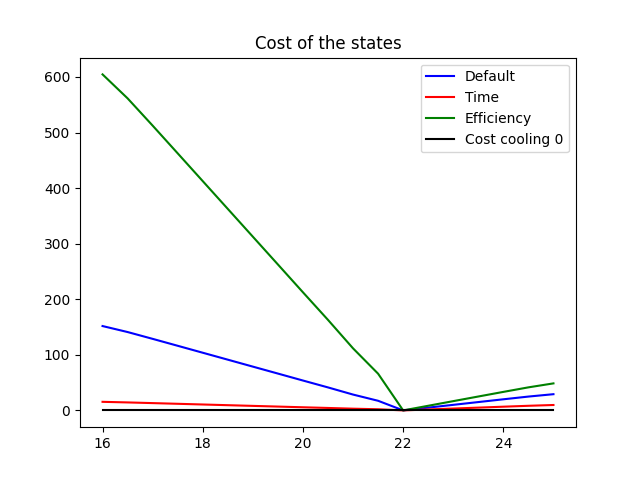 Cost of the states
600
500
400
300
200
100
0
16
18
20
22
24
Default
Time
Efficiency
Cost cooling 0